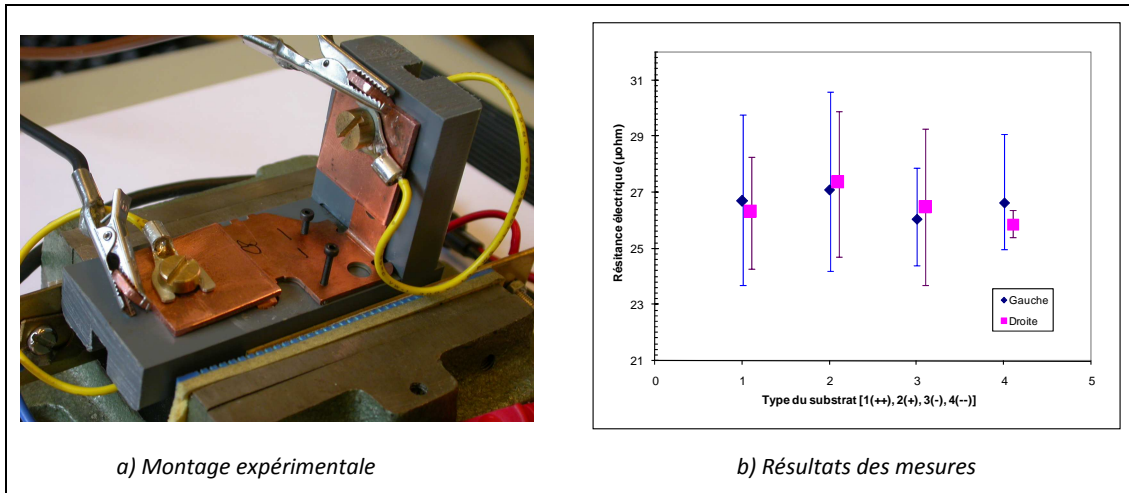 31
29
27
25
23
21
0
1
2
3
4
5
Résitance électrique (µohm)
Type du substrat [1(++), 2(+), 3(-), 4(--)]
Gauche
Droite
a) Montage expérimentale
b) Résultats des mesures